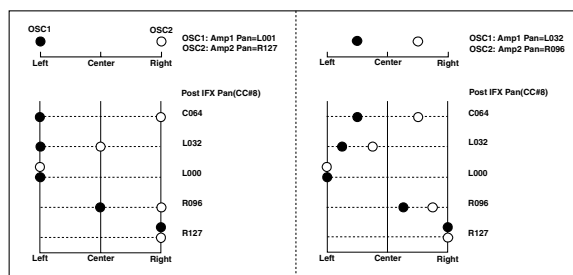 OSC1 OSC2
OSC1: Amp1 Pan=L001
OSC2: Amp2 Pan=R127
Left Center Right
Post IFX Pan(CC#8)
C064
L032
L000
R096
R127
Left Center Right
OSC1: Amp1 Pan=L032
OSC2: Amp2 Pan=R096
Left Center Right
Post IFX Pan(CC#8)
C064
L032
L000
R096
R127
Left Center Right